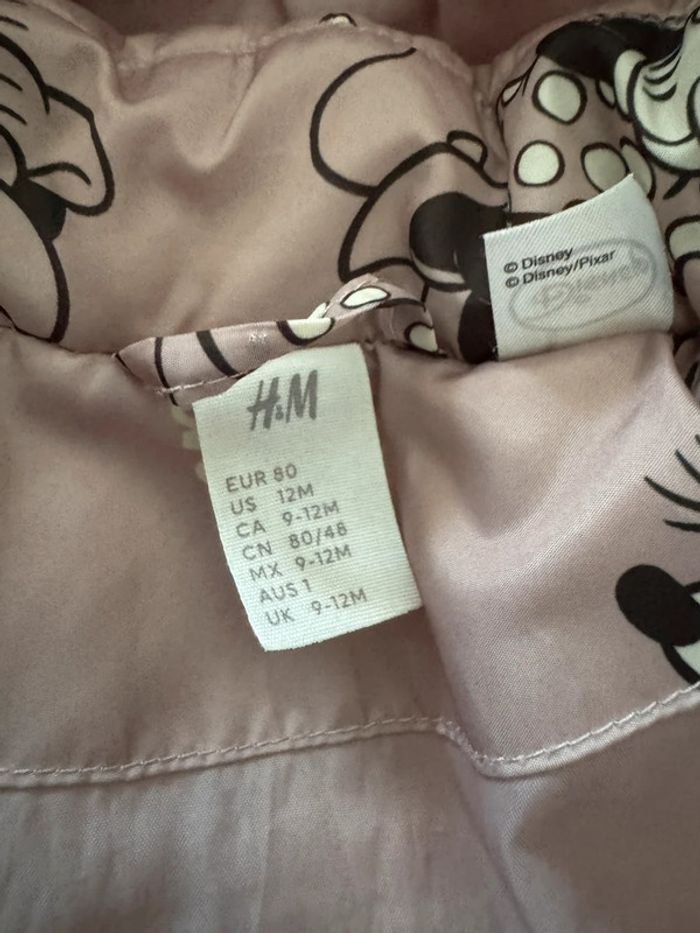 © Disney
© Disney/Pixar
H&M
EUR 80
US 12M
CA 9-12M
CN 80/48
MX 9-12M
AUS 1
UK 9-12M